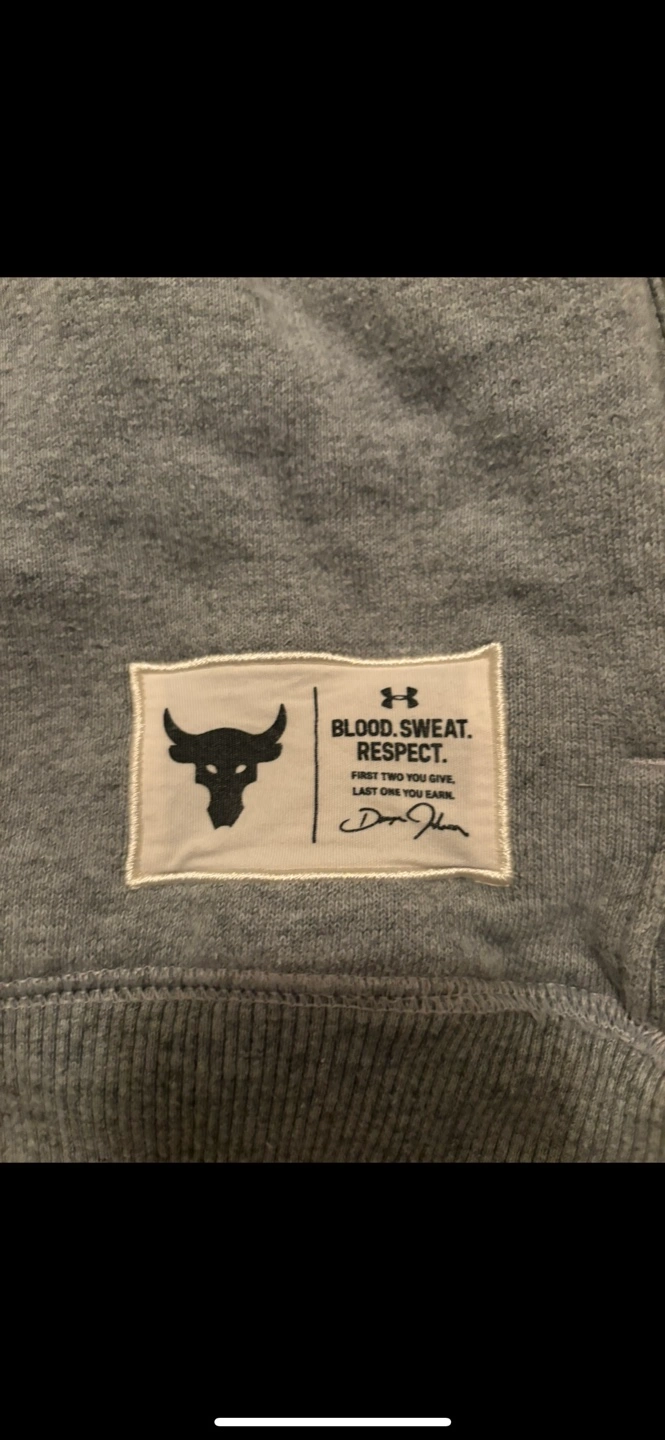 BLOOD.SWEAT.
RESPECT.
FIRST TWO YOU GIVE,
LAST ONE YOU EARN.